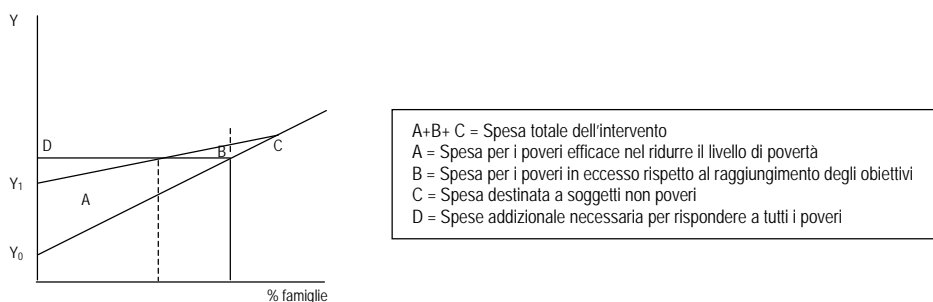 Y
D
B
C
Y₁
A
Y₀
% famiglie
A+B+ C = Spesa totale dell'intervento
A = Spesa per i poveri efficace nel ridurre il livello di povertà
B = Spesa per i poveri in eccesso rispetto al raggiungimento degli obiettivi
C = Spesa destinata a soggetti non poveri
D = Spese addizionale necessaria per rispondere a tutti i poveri